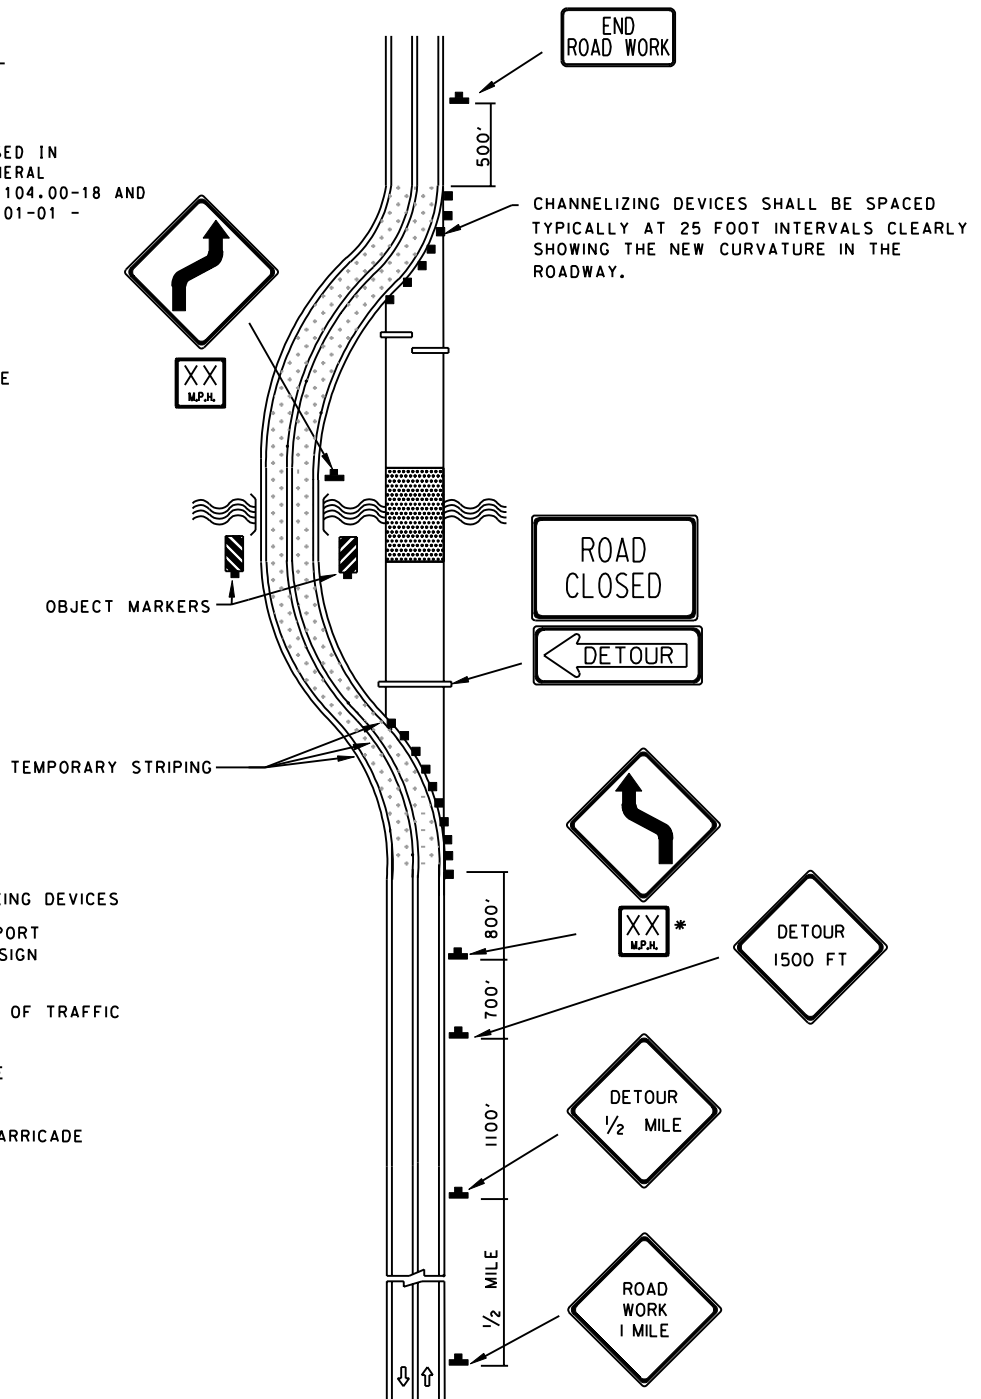 END
ROAD WORK
500'
ED IN
ERAL
104.00-18 AND
01-01 -
CHANNELIZING DEVICES SHALL BE SPACED
TYPICALLY AT 25 FOOT INTERVALS CLEARLY
SHOWING THE NEW CURVATURE IN THE
ROADWAY.
XX
M.P.H.
E
ROAD
CLOSED
DETOUR
OBJECT MARKERS
TEMPORARY STRIPING
ING DEVICES
PORT
SIGN
OF TRAFFIC
E
ARRICADE
800'
XX *
M.P.H.
DETOUR
1500 FT
700'
DETOUR
1/2 MILE
1100'
1/2 MILE
ROAD
WORK
1 MILE